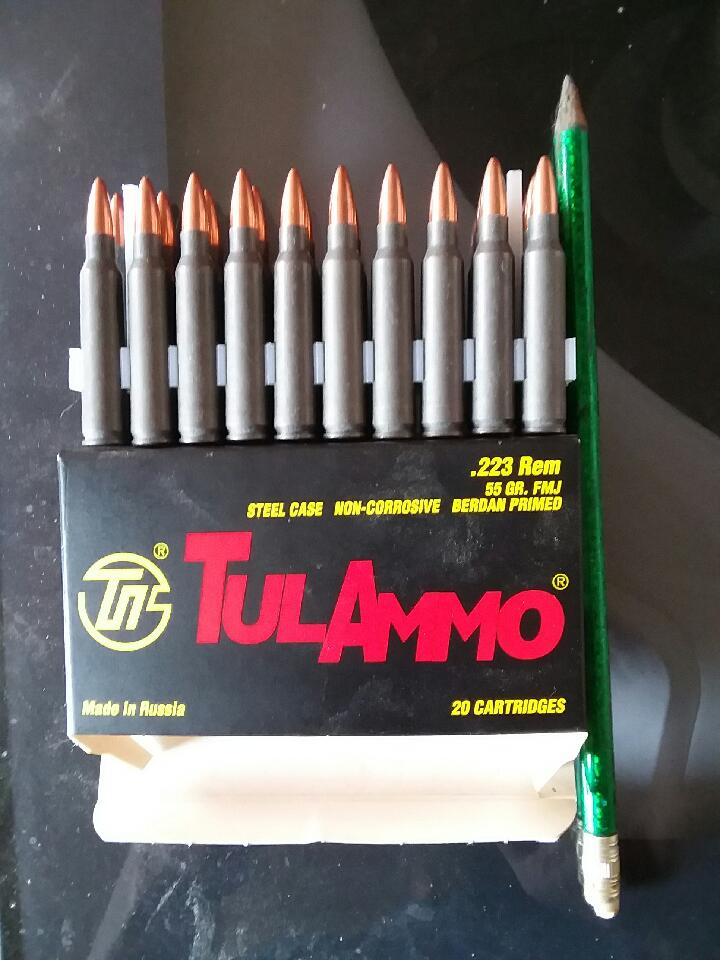 .223 Rem
55 GR. FMJ
STEEL CASE NON-CORROSIVE BERDAN PRIMED
®
TULAMMO®
Made in Russia
20 CARTRIDGES